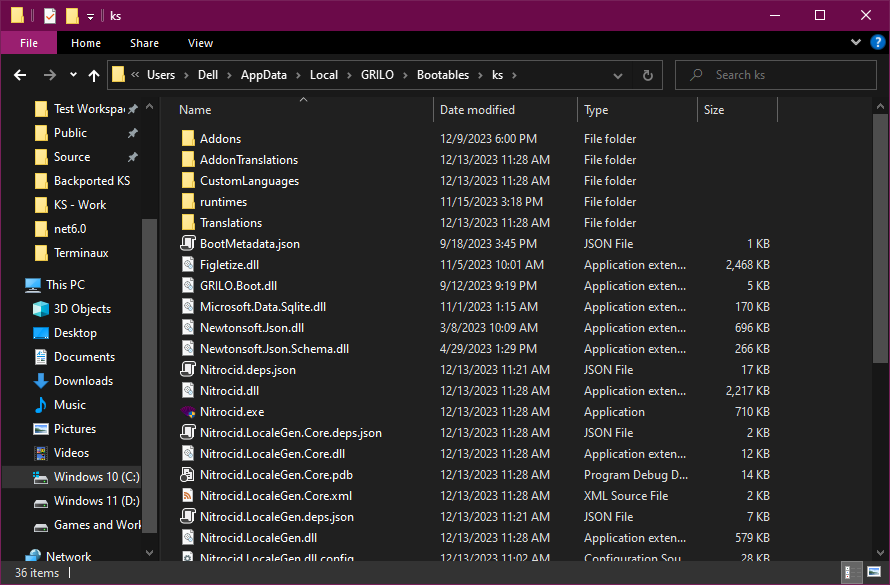 ks
File Home Share View
« Users > Dell > AppData > Local > GRILO > Bootables > ks >
Search ks
Name Date modified Type Size
Test Workspa
Public
Source
Backported KS
KS - Work
net6.0
Terminaux
This PC
3D Objects
Desktop
Documents
Downloads
Music
Pictures
Videos
Windows 10 (C:)
Windows 11 (D:)
Games and Work
Network
Addons 12/9/2023 6:00 PM File folder
AddonTranslations 12/13/2023 11:28 AM File folder
CustomLanguages 12/13/2023 11:28 AM File folder
runtimes 11/15/2023 3:18 PM File folder
Translations 12/13/2023 11:28 AM File folder
BootMetadata.json 9/18/2023 3:45 PM JSON File 1 KB
Figletize.dll 11/5/2023 10:01 AM Application exten... 2,468 KB
GRILO.Boot.dll 9/12/2023 9:19 PM Application exten... 5 KB
Microsoft.Data.Sqlite.dll 11/1/2023 1:15 AM Application exten... 170 KB
Newtonsoft.Json.dll 3/8/2023 10:09 AM Application exten... 696 KB
Newtonsoft.Json.Schema.dll 4/29/2023 1:29 PM Application exten... 266 KB
Nitrocid.deps.json 12/13/2023 11:21 AM JSON File 17 KB
Nitrocid.dll 12/13/2023 11:28 AM Application exten... 2,217 KB
Nitrocid.exe 12/13/2023 11:28 AM Application 710 KB
Nitrocid.LocaleGen.Core.deps.json 12/13/2023 11:28 AM JSON File 2 KB
Nitrocid.LocaleGen.Core.dll 12/13/2023 11:28 AM Application exten... 12 KB
Nitrocid.LocaleGen.Core.pdb 12/13/2023 11:28 AM Program Debug D... 14 KB
Nitrocid.LocaleGen.Core.xml 12/13/2023 11:28 AM XML Source File 2 KB
Nitrocid.LocaleGen.deps.json 12/13/2023 11:21 AM JSON File 7 KB
Nitrocid.LocaleGen.dll 12/13/2023 11:28 AM Application exten... 579 KB
Nitrocid.LocaleGen.dll.config 12/13/2023 11:02 AM Configuration Sou... 28 KB
36 items